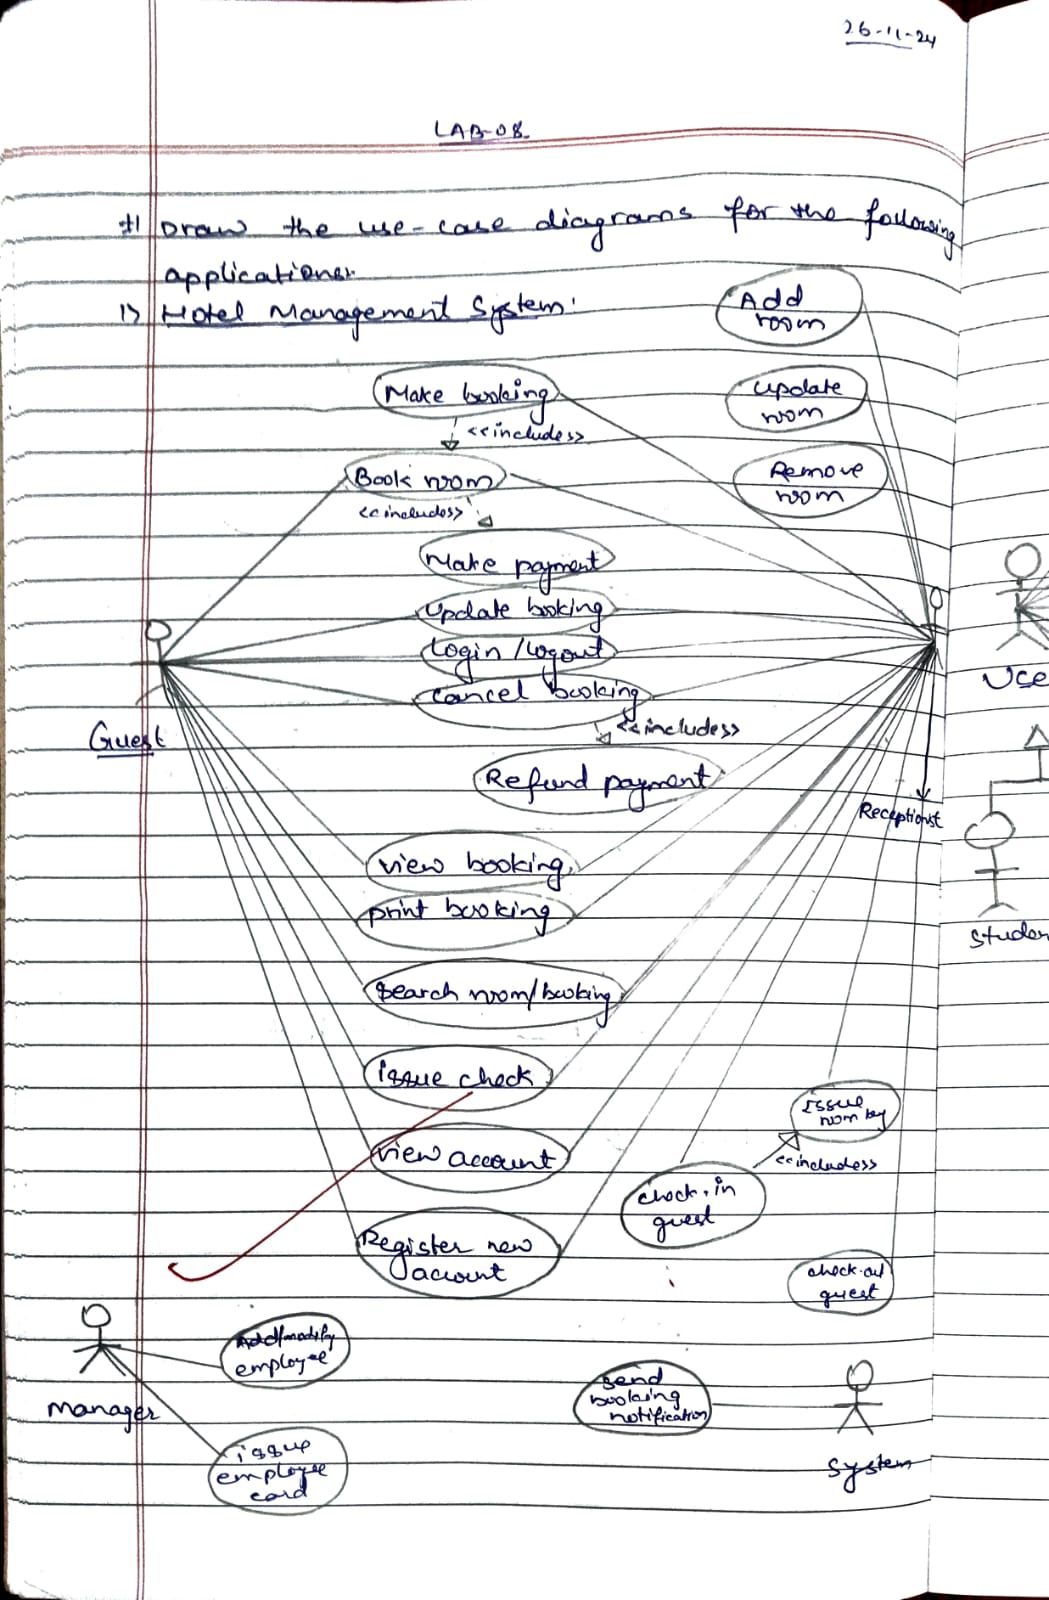 26-11-24
LAB-08.
#1 Draw the use-case diagrams for the following
applications.
1> Hotel Management System:
Add
room
Make booking
<<includes>>
Update
room
Book room
<<includes>>
Remove
room
Make payment
Update booking
Login /Logout
cancel booking
<<includes>>
Guest
Use
Refund payment
Receptionist
view booking
print booking
Studen
Search room/booking
issue check
issue
room key
<<includes>>
view account
check-in
guest
Register new
account
check-out
guest
Add/modify
employee
manager
send
booking
notification
issue
employee
card
System